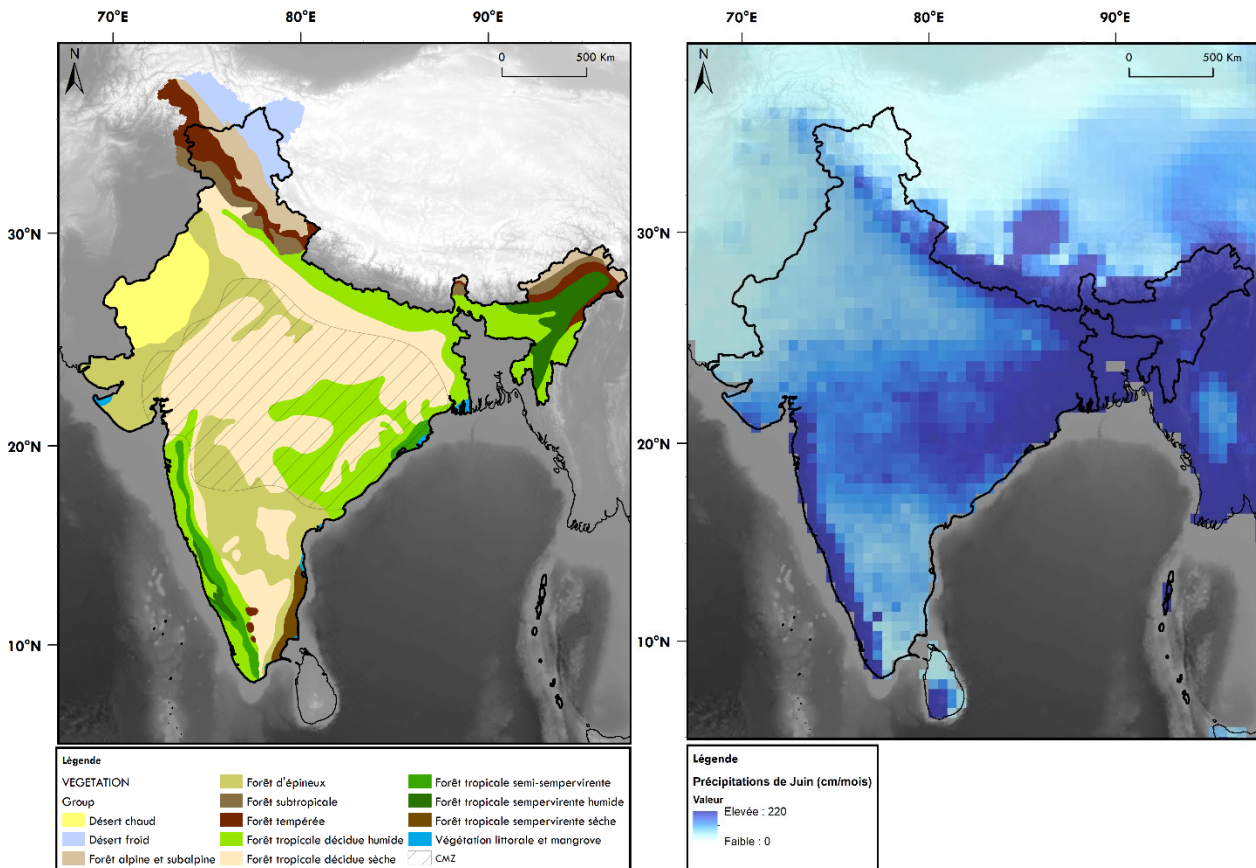 70°E 80°E 90°E
N
0 500 Km
30°N
20°N
10°N
Légende
VEGETATION
Group
Désert chaud
Désert froid
Forêt alpine et subalpine
Forêt d'épineux
Forêt subtropicale
Forêt tempérée
Forêt tropicale décidue humide
Forêt tropicale décidue sèche
Forêt tropicale semi-sempervirente
Forêt tropicale sempervirente humide
Forêt tropicale sempervirente sèche
Végétation littorale et mangrove
CMZ
70°E 80°E 90°E
N
0 500 Km
30°N
20°N
10°N
Légende
Précipitations de Juin (cm/mois)
Valeur
Elevée : 220
Faible : 0